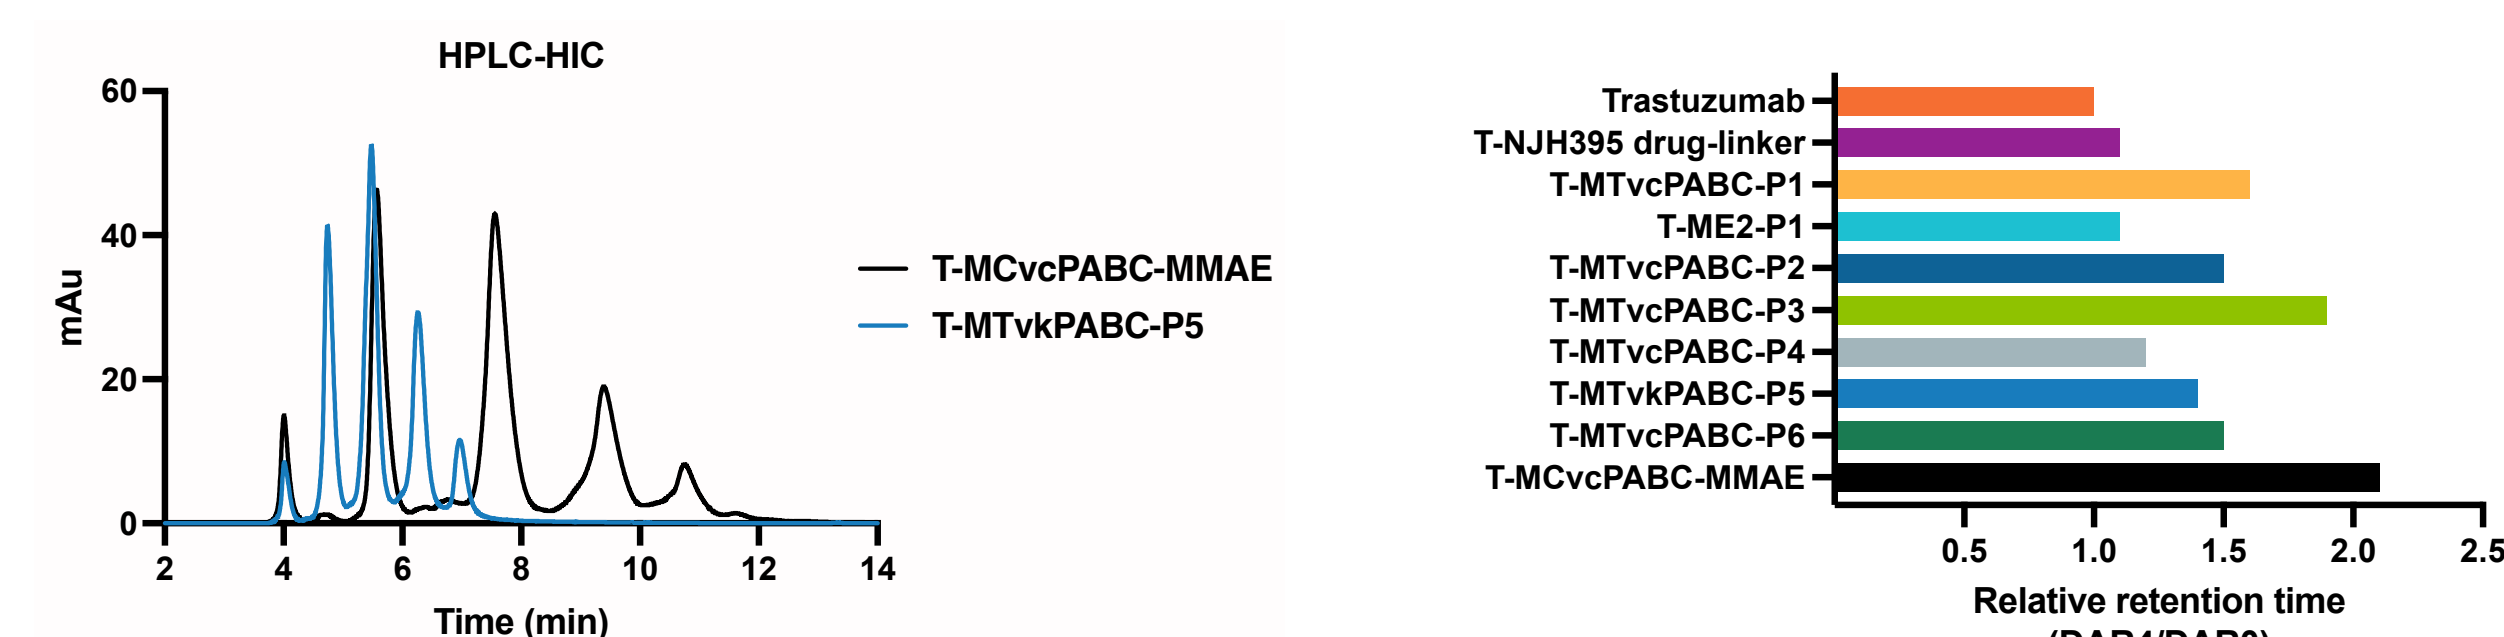 HPLC-HIC
60
40
20
0
mAu
2 4 6 8 10 12 14
Time (min)
T-MCvcPABC-MMAE
T-MTvkPABC-P5
Trastuzumab
T-NJH395 drug-linker
T-MTvcPABC-P1
T-ME2-P1
T-MTvcPABC-P2
T-MTvcPABC-P3
T-MTvcPABC-P4
T-MTvkPABC-P5
T-MTvcPABC-P6
T-MCvcPABC-MMAE
0.5 1.0 1.5 2.0 2.5
Relative retention time